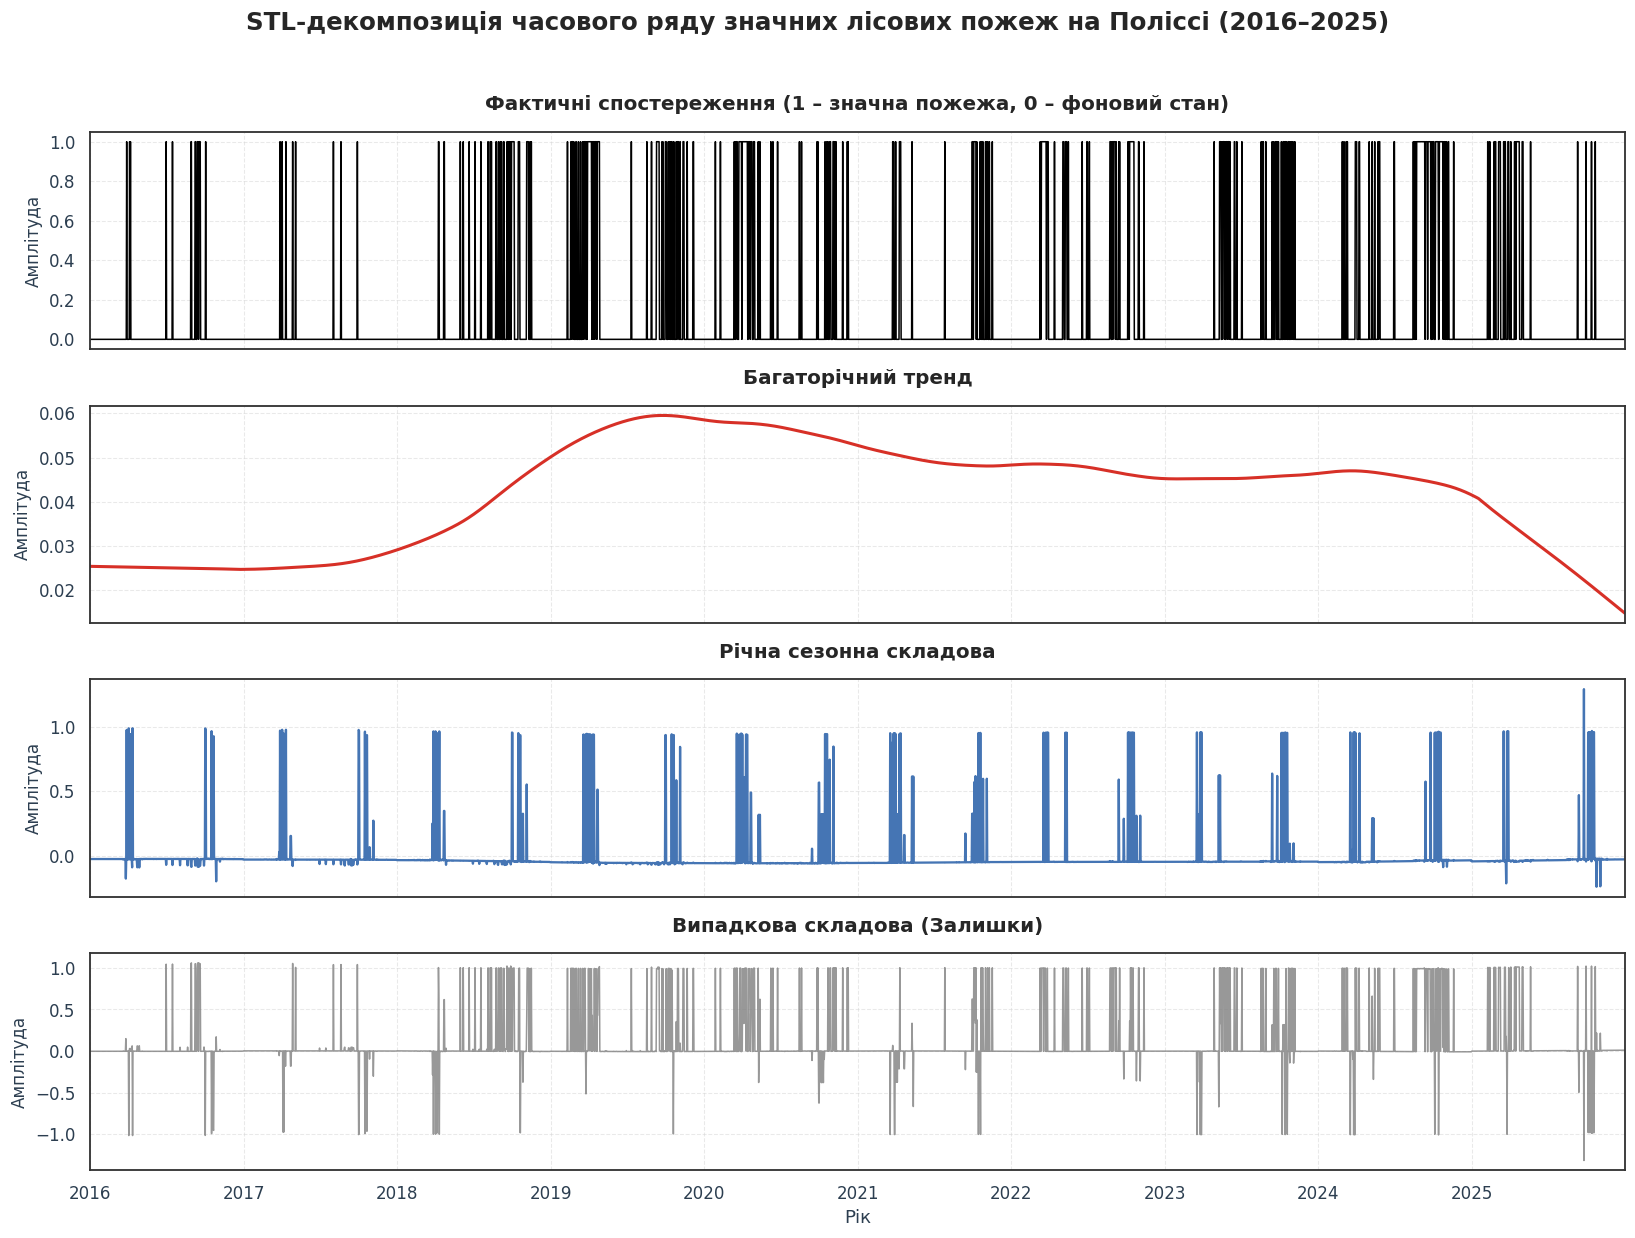 STL-декомпозиція часового ряду значних лісових пожеж на Поліссі (2016–2025)
Фактичні спостереження (1 – значна пожежа, 0 – фоновий стан)
Амплітуда
1.0
0.8
0.6
0.4
0.2
0.0
Багаторічний тренд
Амплітуда
0.06
0.05
0.04
0.03
0.02
Річна сезонна складова
Амплітуда
1.0
0.5
0.0
Випадкова складова (Залишки)
Амплітуда
1.0
0.5
0.0
−0.5
−1.0
2016 2017 2018 2019 2020 2021 2022 2023 2024 2025
Рік